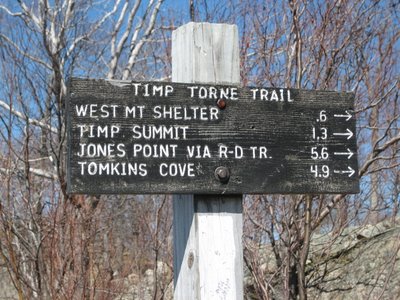 TIMP TORNE TRAIL
WEST MT SHELTER .6 →
TIMP SUMMIT 1.3 →
JONES POINT VIA R-D TR. 5.6 →
TOMKINS COVE 4.9 →